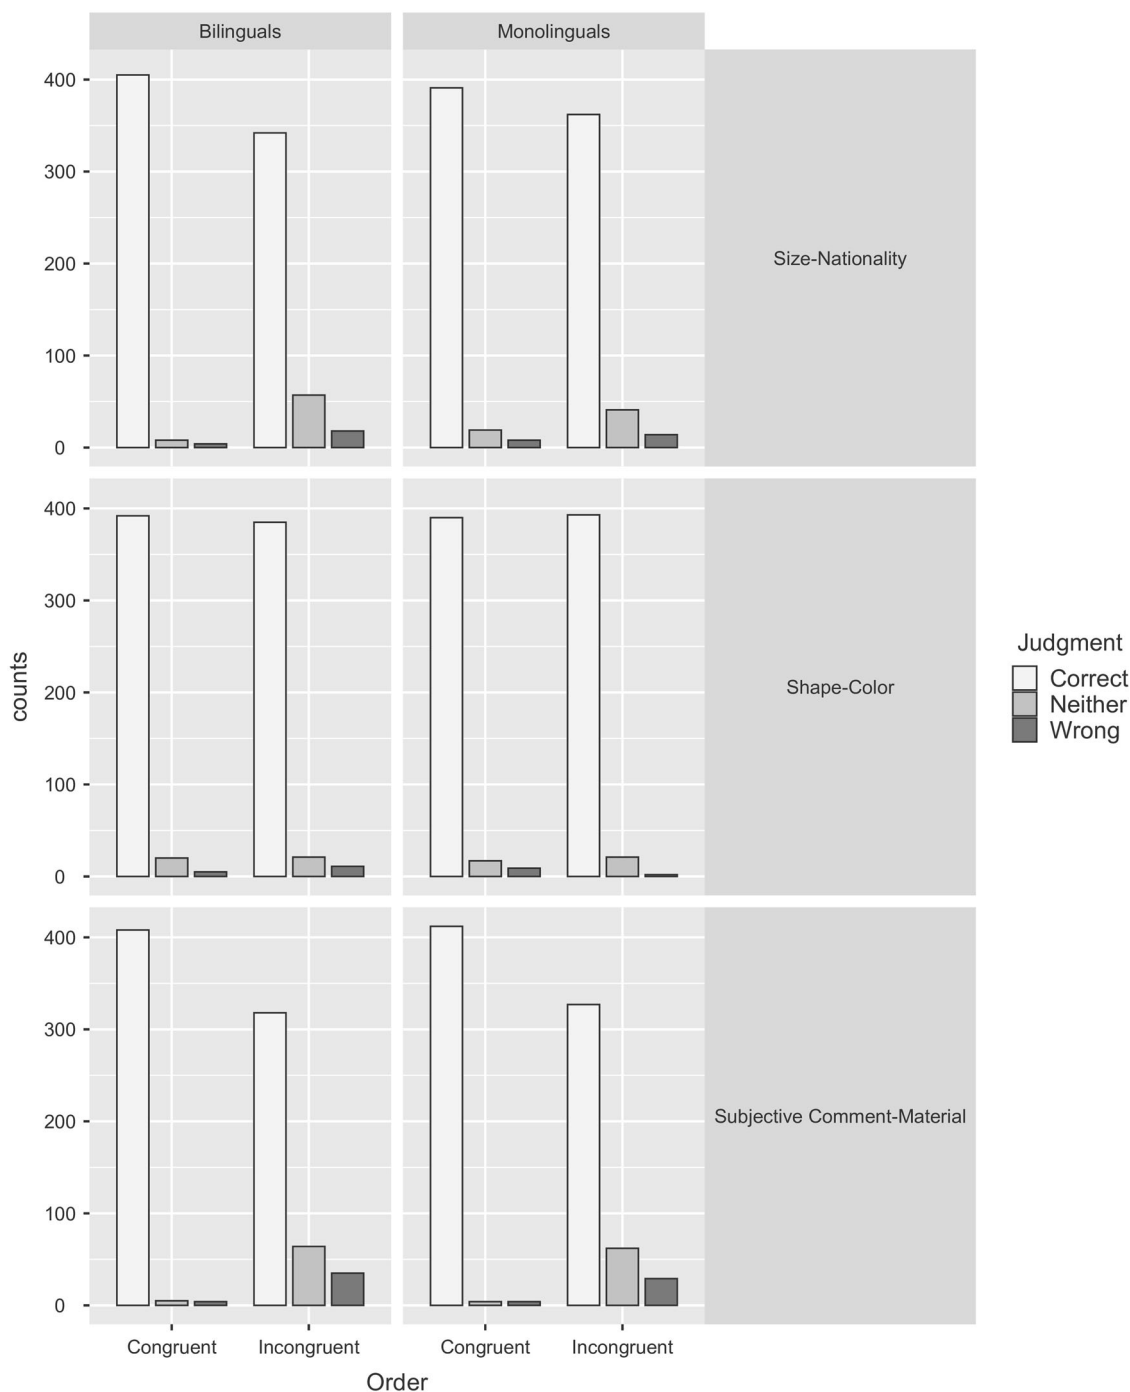 Bilinguals
Monolinguals
400
300
200
100
0
Size-Nationality
400
300
200
100
0
Shape-Color
400
300
200
100
0
Subjective Comment-Material
Congruent
Incongruent
Congruent
Incongruent
Order
counts
Judgment
Correct
Neither
Wrong